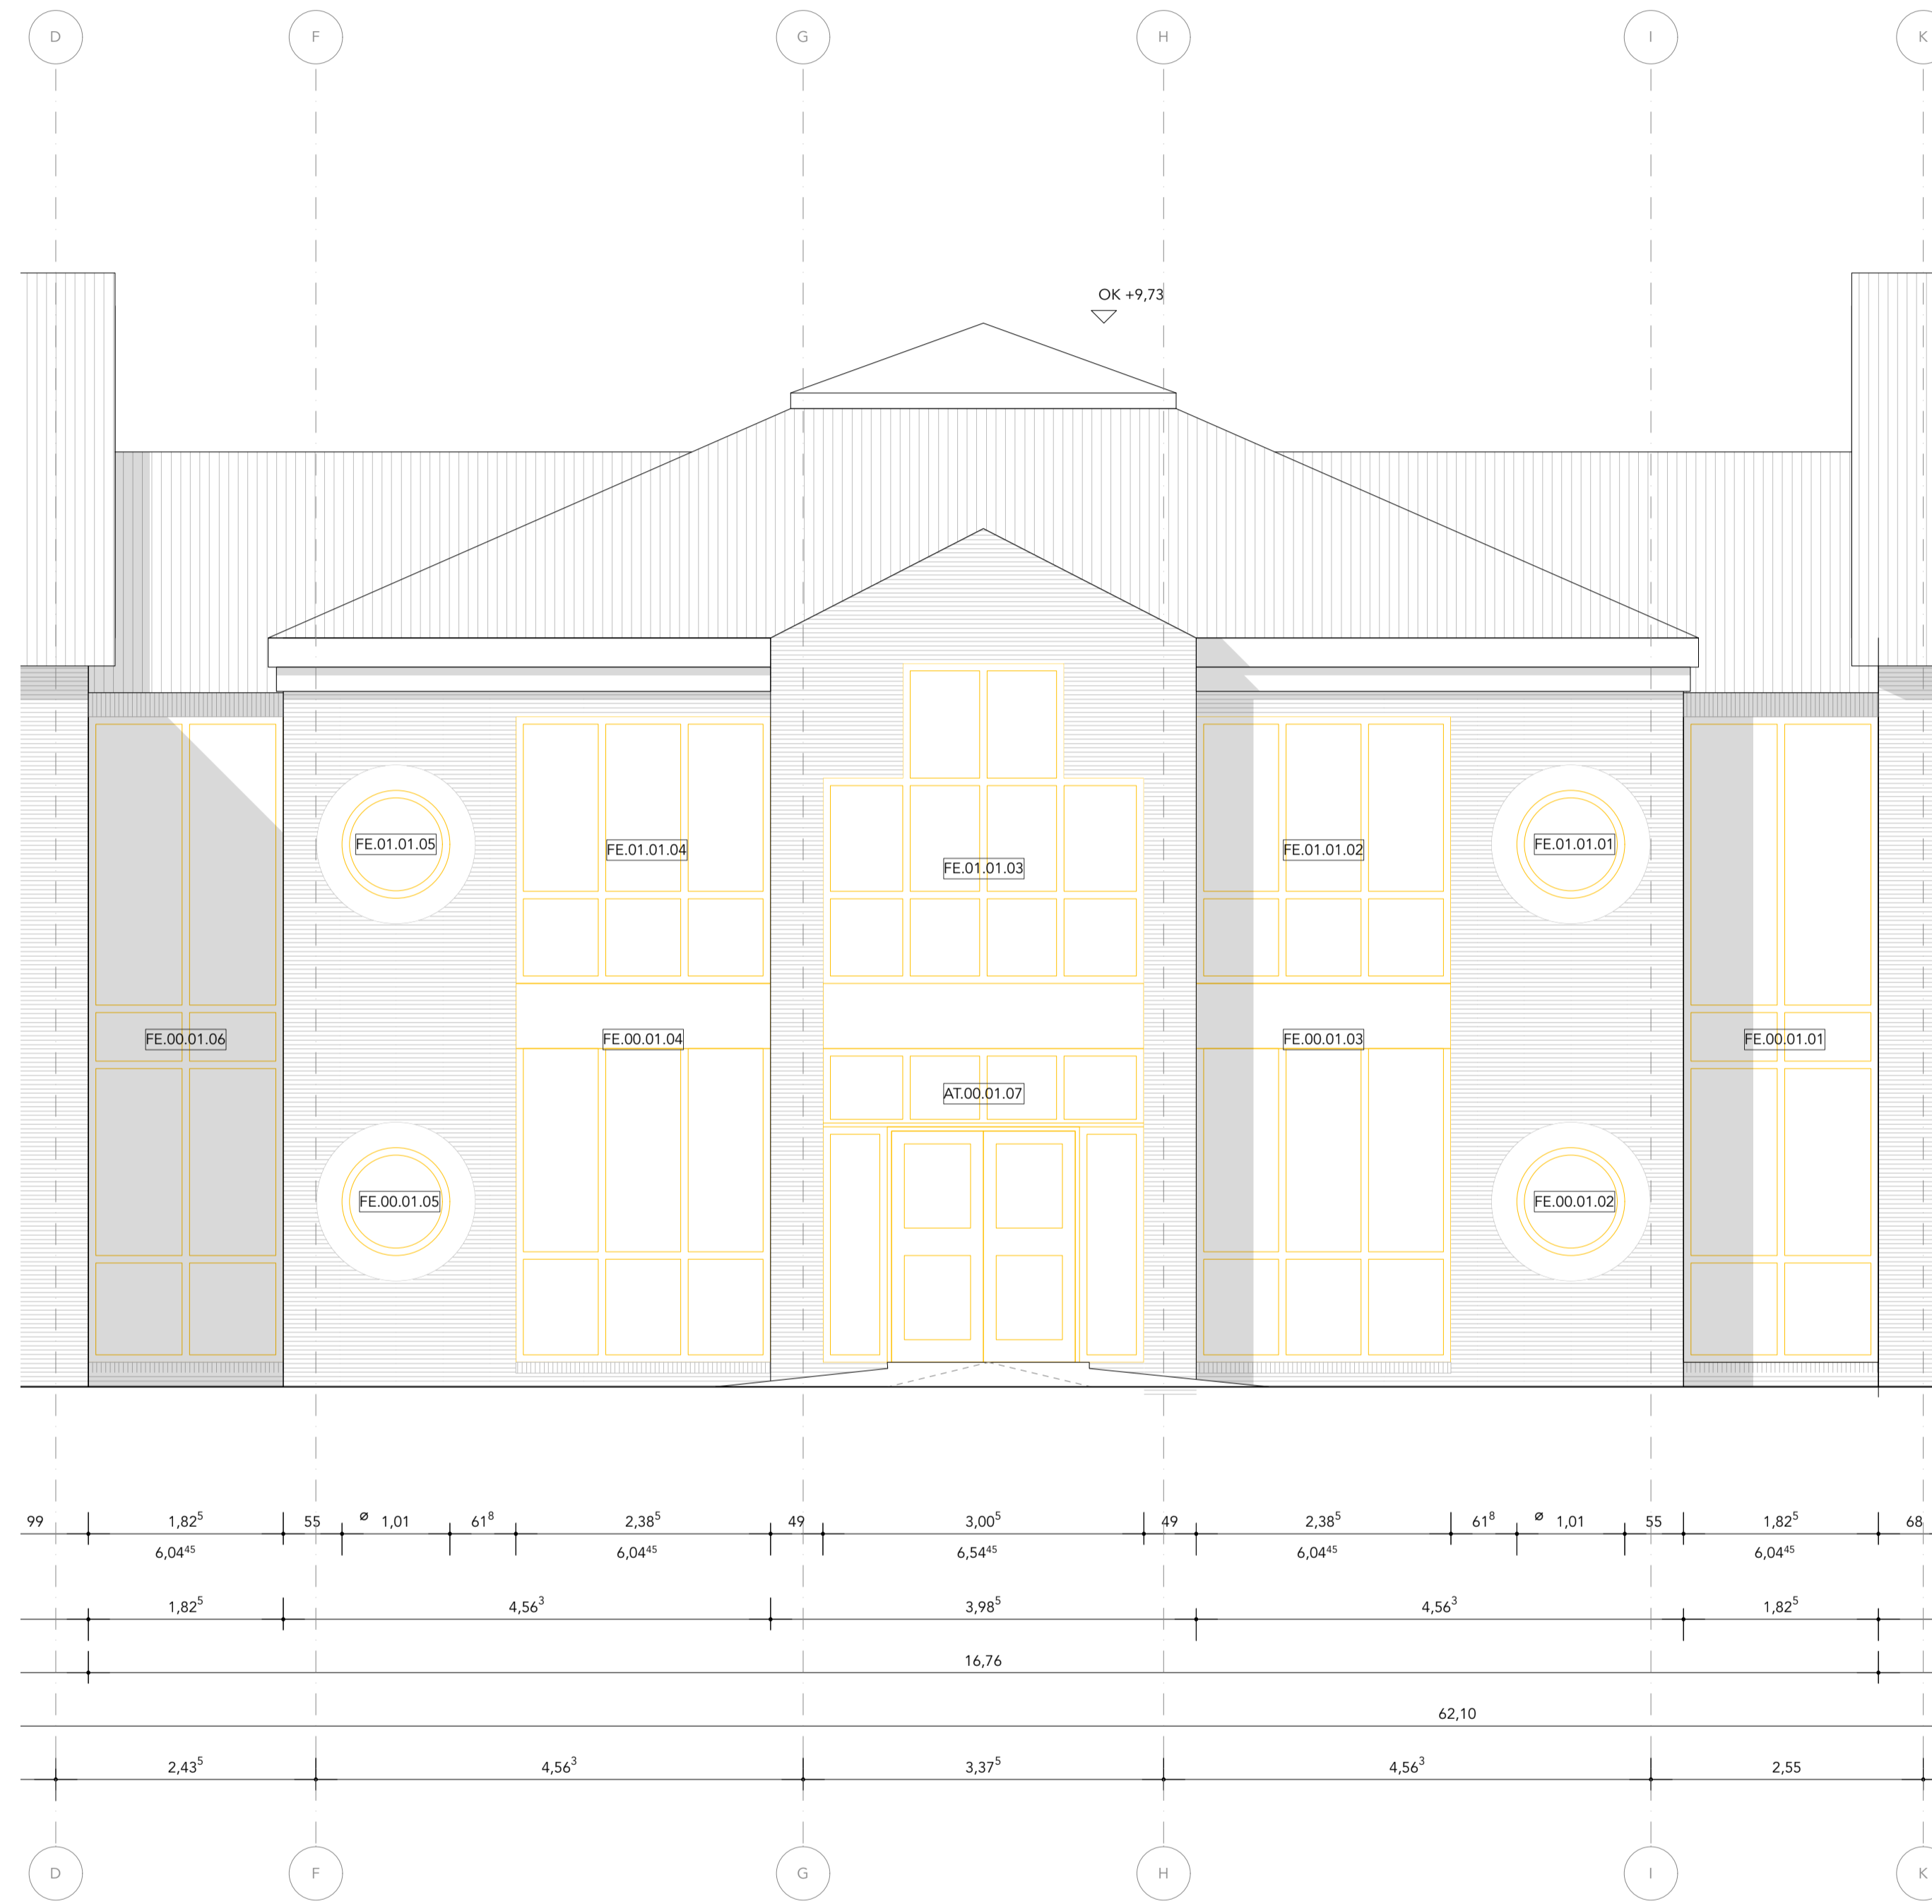 D F G H I K
OK +9,73
FE.01.01.05 FE.01.01.04 FE.01.01.03 FE.01.01.02 FE.01.01.01
FE.00.01.06 FE.00.01.04 FE.00.01.03 FE.00.01.01
AT.00.01.07
FE.00.01.05 FE.00.01.02
99 1,82⁵ 55 ⌀ 1,01 61⁸ 2,38⁵ 49 3,00⁵ 49 2,38⁵ 61⁸ ⌀ 1,01 55 1,82⁵ 68
6,04⁴⁵ 6,04⁴⁵ 6,54⁴⁵ 6,04⁴⁵ 6,04⁴⁵
1,82⁵ 4,56³ 3,98⁵ 4,56³ 1,82⁵
16,76
62,10
2,43⁵ 4,56³ 3,37⁵ 4,56³ 2,55
D F G H I K